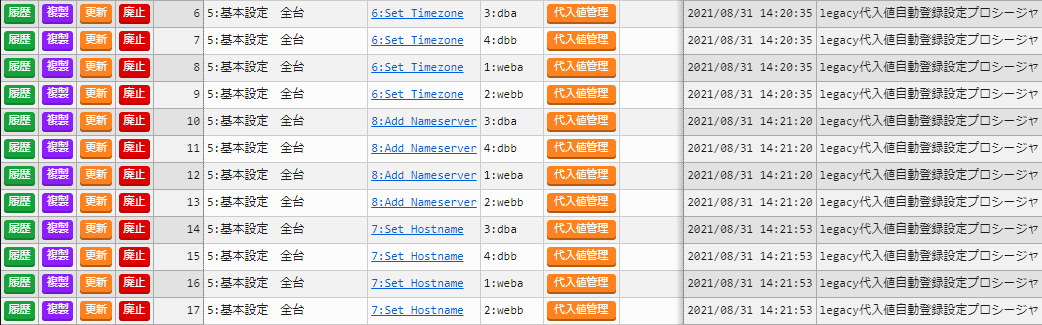 履歴 複製 更新 廃止 6 5:基本設定　全台 6:Set Timezone 3:dba 代入値管理 2021/08/31 14:20:35 legacy代入値自動登録設定プロシージャ
履歴 複製 更新 廃止 7 5:基本設定　全台 6:Set Timezone 4:dbb 代入値管理 2021/08/31 14:20:35 legacy代入値自動登録設定プロシージャ
履歴 複製 更新 廃止 8 5:基本設定　全台 6:Set Timezone 1:weba 代入値管理 2021/08/31 14:20:35 legacy代入値自動登録設定プロシージャ
履歴 複製 更新 廃止 9 5:基本設定　全台 6:Set Timezone 2:webb 代入値管理 2021/08/31 14:20:35 legacy代入値自動登録設定プロシージャ
履歴 複製 更新 廃止 10 5:基本設定　全台 8:Add Nameserver 3:dba 代入値管理 2021/08/31 14:21:20 legacy代入値自動登録設定プロシージャ
履歴 複製 更新 廃止 11 5:基本設定　全台 8:Add Nameserver 4:dbb 代入値管理 2021/08/31 14:21:20 legacy代入値自動登録設定プロシージャ
履歴 複製 更新 廃止 12 5:基本設定　全台 8:Add Nameserver 1:weba 代入値管理 2021/08/31 14:21:20 legacy代入値自動登録設定プロシージャ
履歴 複製 更新 廃止 13 5:基本設定　全台 8:Add Nameserver 2:webb 代入値管理 2021/08/31 14:21:20 legacy代入値自動登録設定プロシージャ
履歴 複製 更新 廃止 14 5:基本設定　全台 7:Set Hostname 3:dba 代入値管理 2021/08/31 14:21:53 legacy代入値自動登録設定プロシージャ
履歴 複製 更新 廃止 15 5:基本設定　全台 7:Set Hostname 4:dbb 代入値管理 2021/08/31 14:21:53 legacy代入値自動登録設定プロシージャ
履歴 複製 更新 廃止 16 5:基本設定　全台 7:Set Hostname 1:weba 代入値管理 2021/08/31 14:21:53 legacy代入値自動登録設定プロシージャ
履歴 複製 更新 廃止 17 5:基本設定　全台 7:Set Hostname 2:webb 代入値管理 2021/08/31 14:21:53 legacy代入値自動登録設定プロシージャ